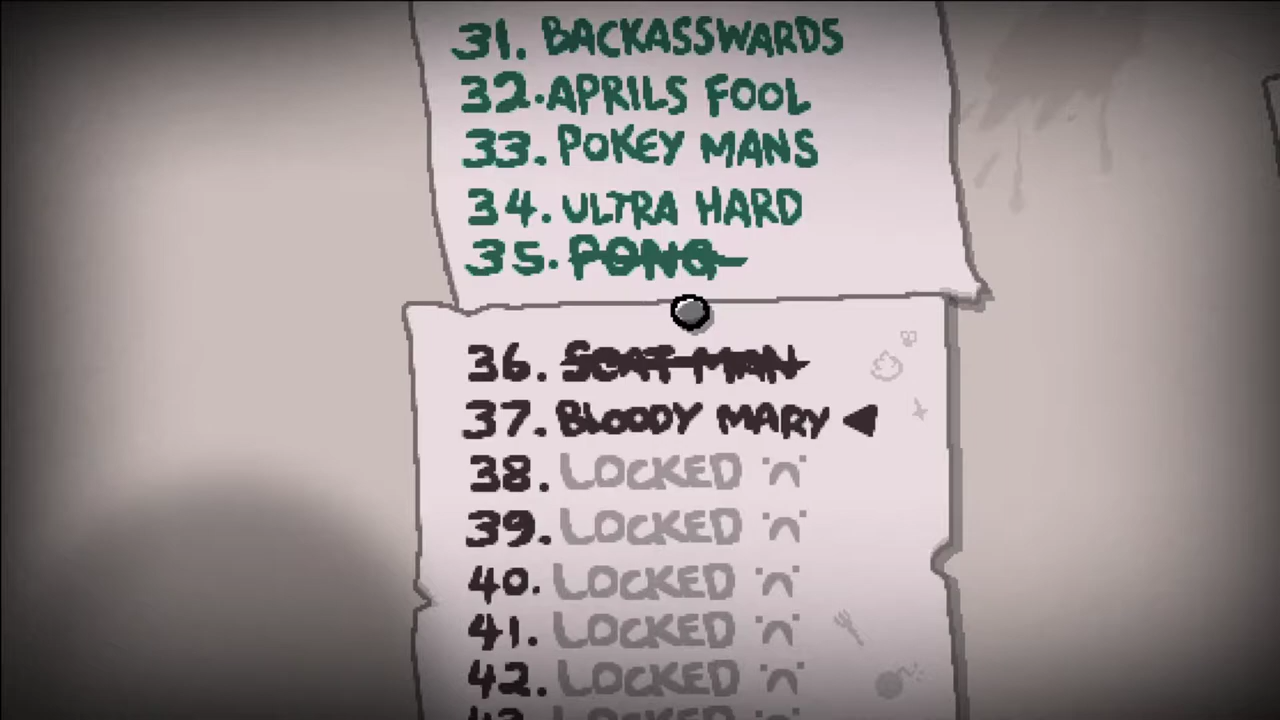 31. BACKASSWARDS
32. APRILS FOOL
33. POKEY MANS
34. ULTRA HARD
35. PONG
36. SCAT MAN
37. BLOODY MARY
38. LOCKED
39. LOCKED
40. LOCKED
41. LOCKED
42. LOCKED